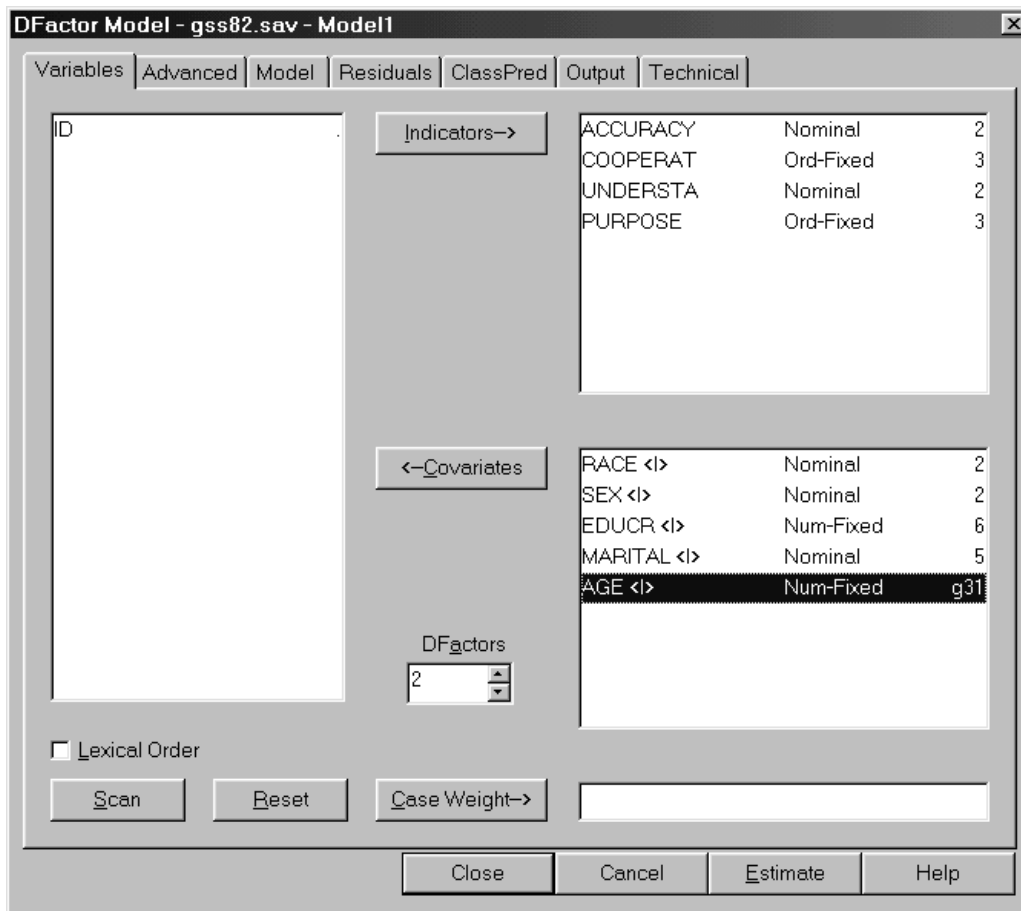 DFactor Model - gss82.sav - Model1
Variables Advanced Model Residuals ClassPred Output Technical
ID .
Indicators-->
ACCURACY Nominal 2
COOPERAT Ord-Fixed 3
UNDERSTA Nominal 2
PURPOSE Ord-Fixed 3
<--Covariates
RACE <I> Nominal 2
SEX <I> Nominal 2
EDUCR <I> Num-Fixed 6
MARITAL <I> Nominal 5
AGE <I> Num-Fixed g31
DFactors
2
Lexical Order
Scan Reset Case Weight-->
Close Cancel Estimate Help